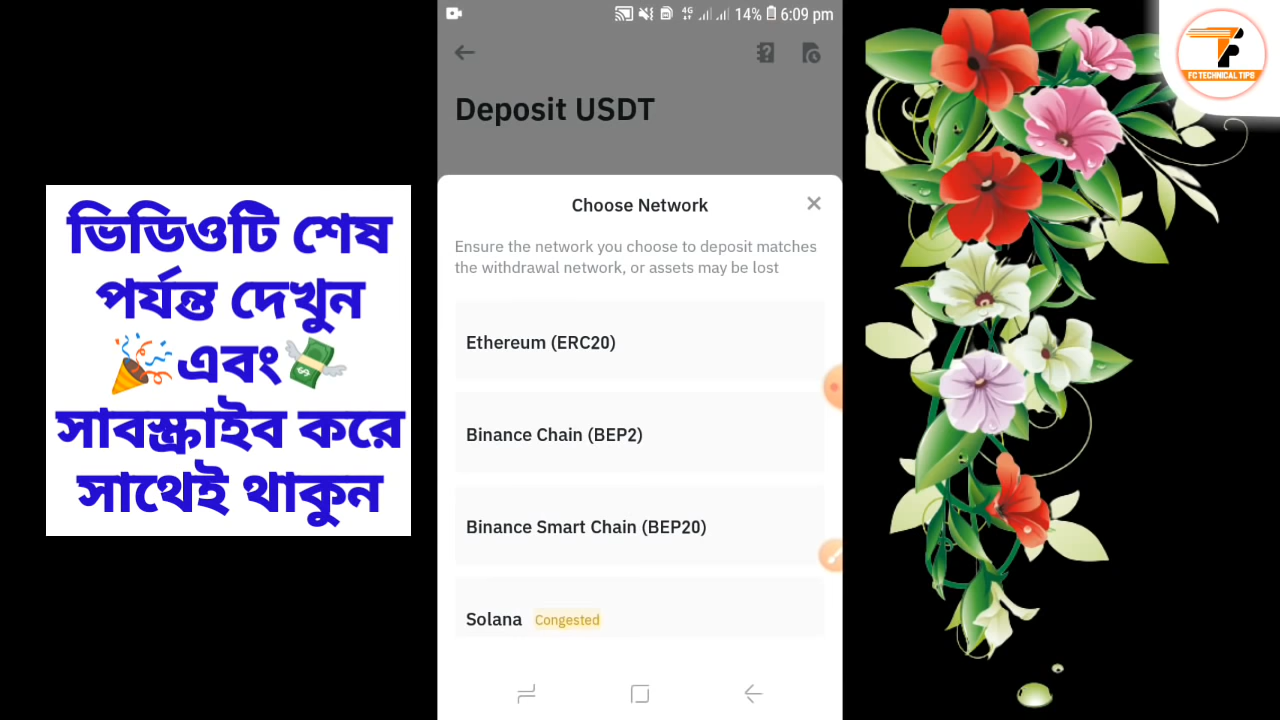 ভিডিওটি শেষ
পর্যন্ত দেখুন
🎉এবং💸
সাবস্ক্রাইব করে
সাথেই থাকুন
4G 14% 6:09 pm
Deposit USDT
Choose Network
Ensure the network you choose to deposit matches
the withdrawal network, or assets may be lost
Ethereum (ERC20)
Binance Chain (BEP2)
Binance Smart Chain (BEP20)
Solana Congested
FC TECHNICAL TIPS